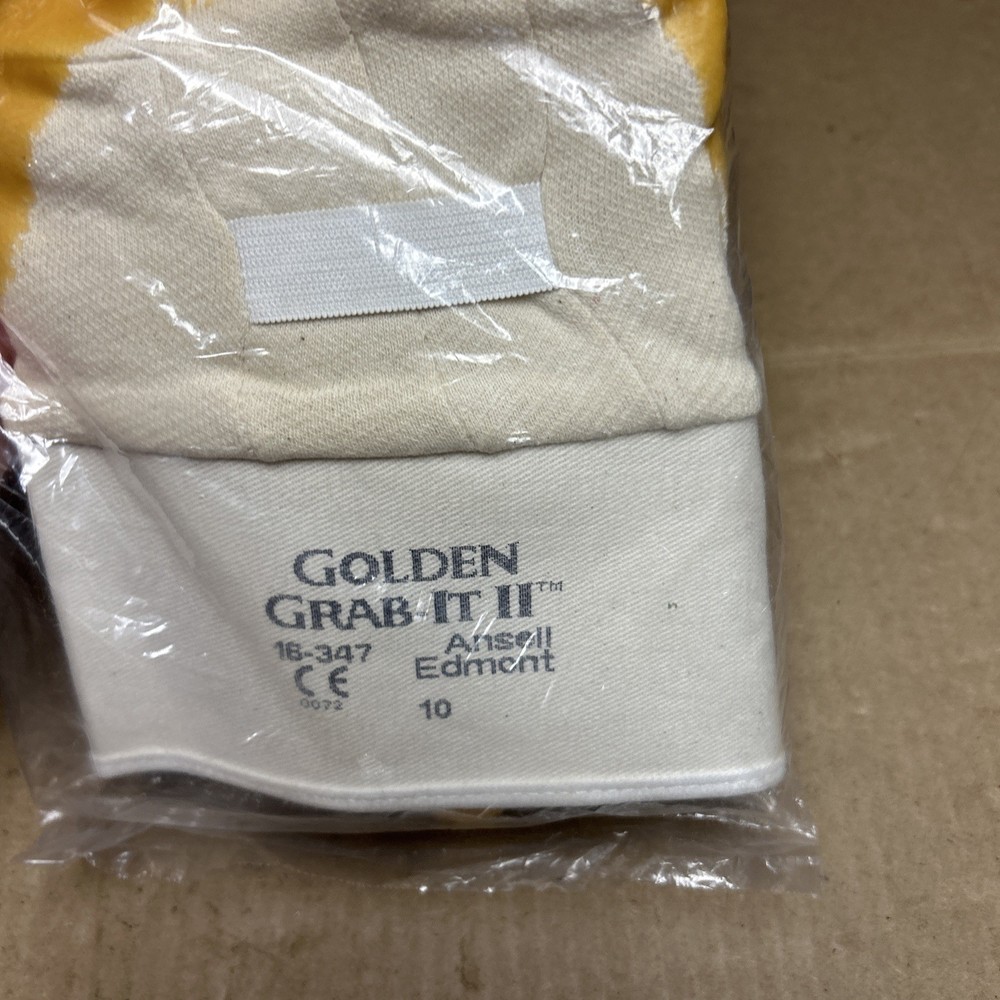 GOLDEN
GRAB-IT II™
16-347
Ansell
Edmont
CE
0072
10